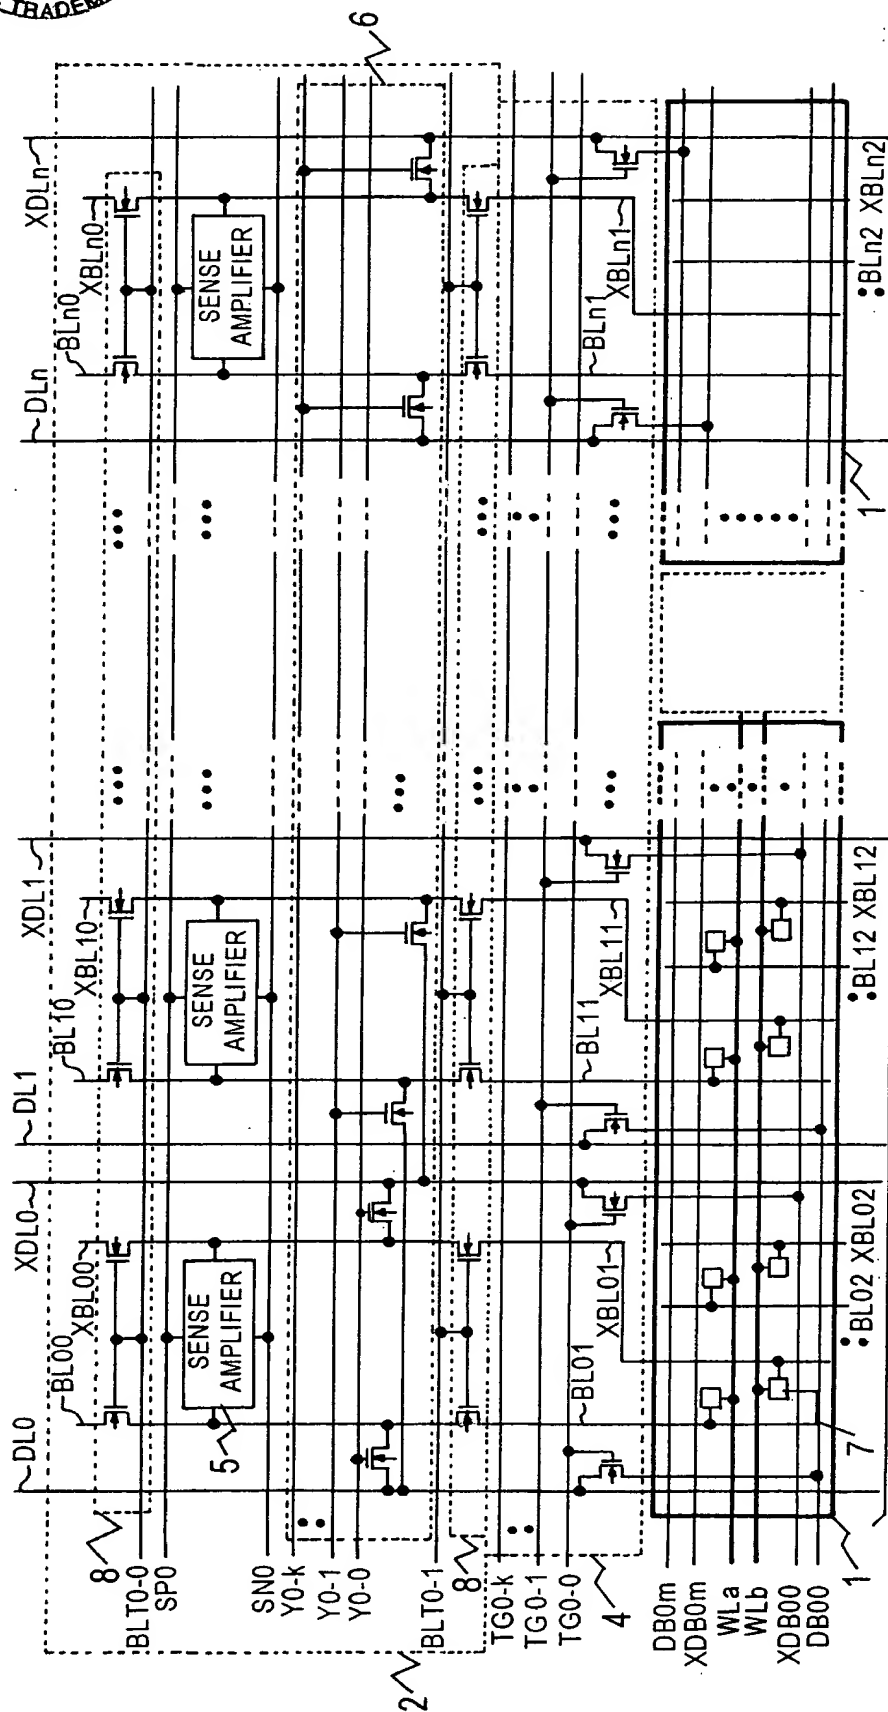 TRADEM
6
XDLn
XBLn0
BLn0
DLn
SENSE AMPLIFIER
BLn1
XBLn1
BLn2
XBLn2
1
XDL1
XBL10
BL10
DL1
SENSE AMPLIFIER
BL11
XBL11
BL12
XBL12
XDL0
XBL00
BL00
DL0
SENSE AMPLIFIER
5
BL01
XBL01
BL02
XBL02
7
8
BLT0-0
SP0
SN0
Y0-k
Y0-1
Y0-0
BLT0-1
8
2
TG0-k
TG0-1
TG0-0
4
DB0m
XDB0m
WLa
WLb
XDB00
DB00
1